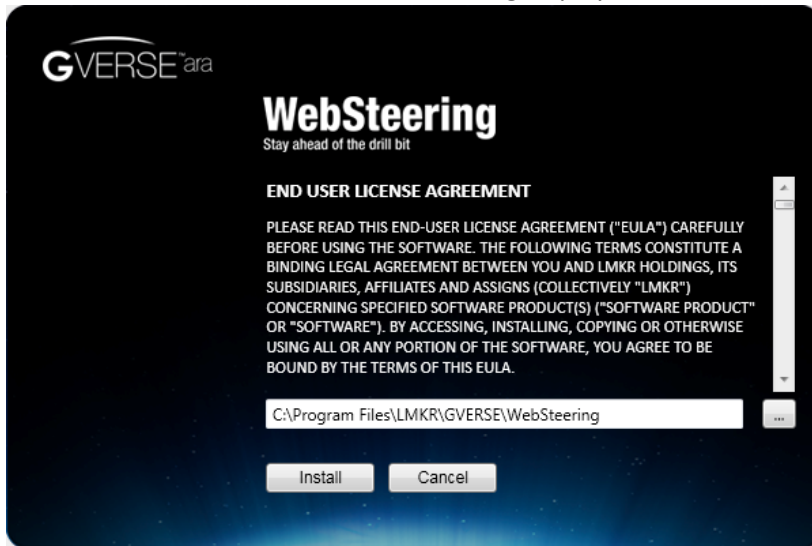 GVERSE™ara
WebSteering
Stay ahead of the drill bit
END USER LICENSE AGREEMENT
PLEASE READ THIS END-USER LICENSE AGREEMENT ("EULA") CAREFULLY
BEFORE USING THE SOFTWARE. THE FOLLOWING TERMS CONSTITUTE A
BINDING LEGAL AGREEMENT BETWEEN YOU AND LMKR HOLDINGS, ITS
SUBSIDIARIES, AFFILIATES AND ASSIGNS (COLLECTIVELY "LMKR")
CONCERNING SPECIFIED SOFTWARE PRODUCT(S) ("SOFTWARE PRODUCT"
OR "SOFTWARE"). BY ACCESSING, INSTALLING, COPYING OR OTHERWISE
USING ALL OR ANY PORTION OF THE SOFTWARE, YOU AGREE TO BE
BOUND BY THE TERMS OF THIS EULA.
C:\Program Files\LMKR\GVERSE\WebSteering
...
Install Cancel